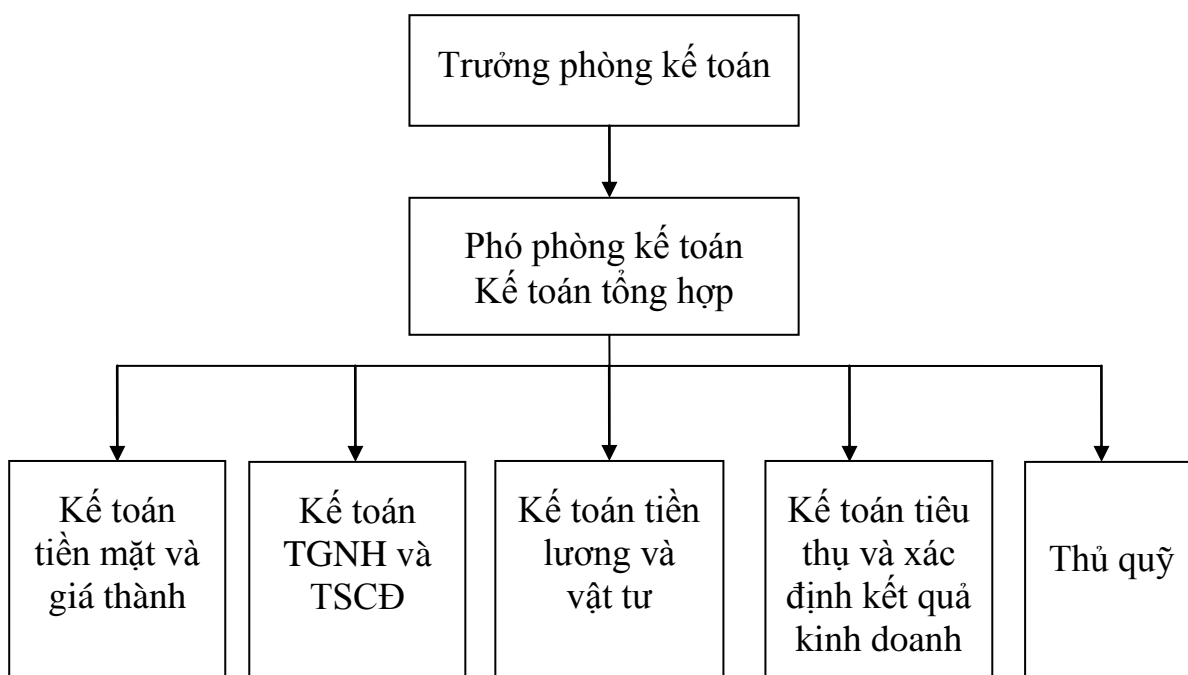 Trưởng phòng kế toán
Phó phòng kế toán
Kế toán tổng hợp
Kế toán
tiền mặt và
giá thành
Kế toán
TGNH và
TSCĐ
Kế toán tiền
lương và
vật tư
Kế toán tiêu
thụ và xác
định kết quả
kinh doanh
Thủ quỹ